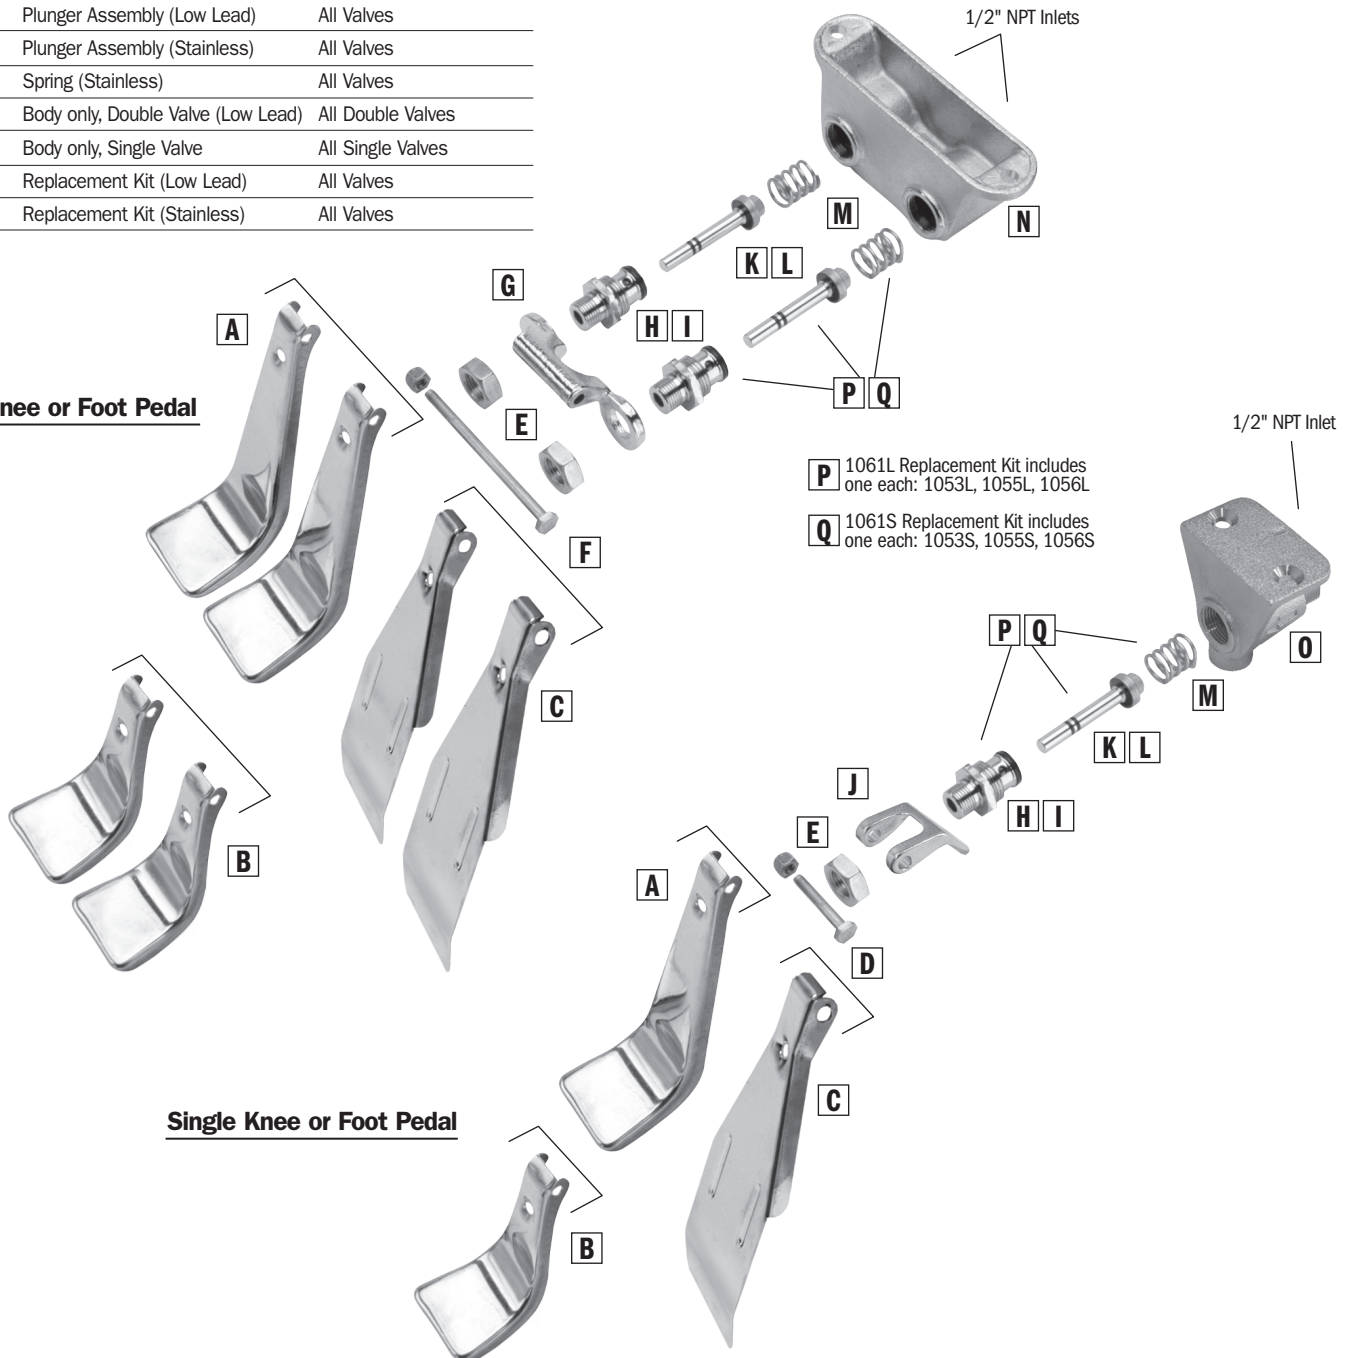 Plunger Assembly (Low Lead) All Valves
Plunger Assembly (Stainless) All Valves
Spring (Stainless) All Valves
Body only, Double Valve (Low Lead) All Double Valves
Body only, Single Valve All Single Valves
Replacement Kit (Low Lead) All Valves
Replacement Kit (Stainless) All Valves
1/2" NPT Inlets
M
N
K L
G
H I
A
P Q
nee or Foot Pedal
E
1/2" NPT Inlet
P 1061L Replacement Kit includes
one each: 1053L, 1055L, 1056L
Q 1061S Replacement Kit includes
one each: 1053S, 1055S, 1056S
F
P Q
O
M
C
K L
J
H I
E
B
A
D
C
Single Knee or Foot Pedal
B